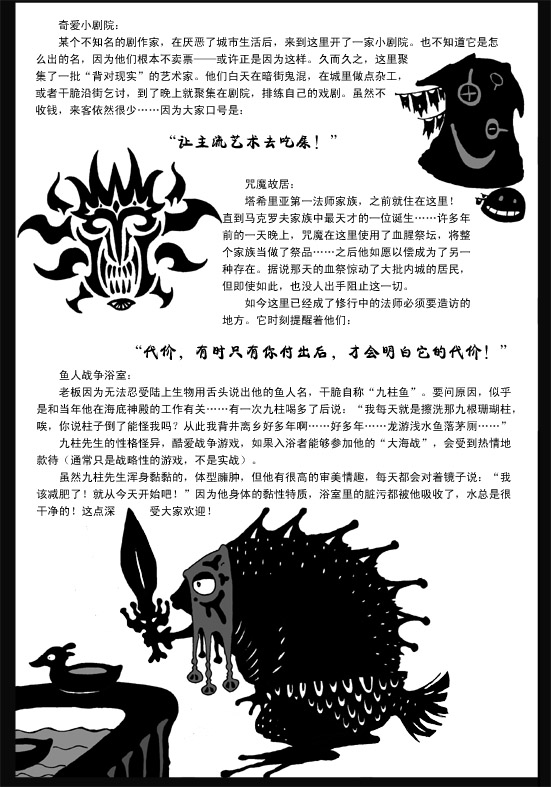 奇爱小剧院：
某个不知名的剧作家，在厌恶了城市生活后，来到这里开了一家小剧院。也不知道它是怎
么出的名，因为他们根本不卖票——或许正是因为这样。久而久之，这里聚
集了一批“背对现实”的艺术家。他们白天在暗街鬼混，在城里做点杂工，
或者干脆沿街乞讨，到了晚上就聚集在剧院，排练自己的戏剧。虽然不
收钱，来客依然很少……因为大家口号是：
“让主流艺术去吃屎！”
咒魔故居：
塔希里亚第一法师家族，之前就住在这里！
直到马克罗夫家族中最天才的一位诞生……许多年
前的一天晚上，咒魔在这里使用了血腥祭坛，将整
个家族当做了祭品……之后他如愿以偿成为了另一
种存在。据说那天的血祭惊动了大批内城的居民，
但即使如此，也没人出手阻止这一切。
如今这里已经成了修行中的法师必须要造访的
地方。它时刻提醒着他们：
“代价，有时只有你付出后，才会明白它的代价！”
鱼人战争浴室：
老板因为无法忍受陆上生物用舌头说出他的鱼人名，干脆自称“九柱鱼”。要问原因，似乎
是和当年他在海底神殿的工作有关……有一次九柱喝多了后说：“我每天就是擦洗那九根珊瑚柱，
唉，你说柱子倒了能怪我吗？从此我背井离乡好多年啊……好多年……龙游浅水鱼落茅厕……”
九柱先生的性格怪异，酷爱战争游戏，如果入浴者能够参加他的“大海战”，会受到热情地
款待（通常只是战略性的游戏，不是实战）。
虽然九柱先生浑身黏黏的，体型臃肿，但他有很高的审美情趣，每天都会对着镜子说：“我
该减肥了！就从今天开始吧！”因为他身体的黏性特质，浴室里的脏污都被他吸收了，水总是很
干净的！这点深受大家欢迎！